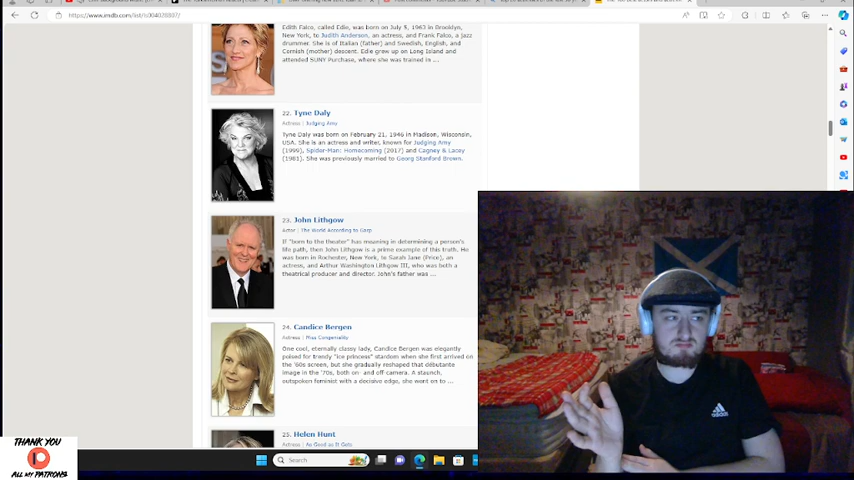 https://www.imdb.com/list/
Edith Falco, called Edie, was born on July 5, 1963 in Brooklyn,
New York, to Judith Anderson, an actress, and Frank Falco, a jazz
drummer. She is of Italian (father) and Swedish, English, and
Cornish (mother) descent. Edie grew up on Long Island and
attended SUNY Purchase, where she was trained in ...
22. Tyne Daly
Actress | Judging Amy
Tyne Daly was born on February 21, 1946 in Madison, Wisconsin,
USA. She is an actress and writer, known for Judging Amy
(1999), Spider-Man: Homecoming (2017) and Cagney & Lacey
(1981). She was previously married to Georg Stanford Brown.
23. John Lithgow
Actor | The World According to Garp
If "born to the theater" has meaning in determining a person's
life path, then John Lithgow is a prime example of this truth. He
was born in Rochester, New York, to Sarah Jane (Price), an
actress, and Arthur Washington Lithgow III, who was both a
theatrical producer and director. John's father was ...
24. Candice Bergen
Actress | Miss Congeniality
One cool, eternally classy lady, Candice Bergen was elegantly
poised for trendy "ice princess" stardom when she first arrived on
the '60s screen, but she gradually reshaped that débutante
image in the '70s, both on- and off-camera. A staunch,
outspoken feminist with a decisive edge, she went on to ...
25. Helen Hunt
Actress | As Good as It Gets
Search
THANK YOU
ALL MY PATRONS
adidas